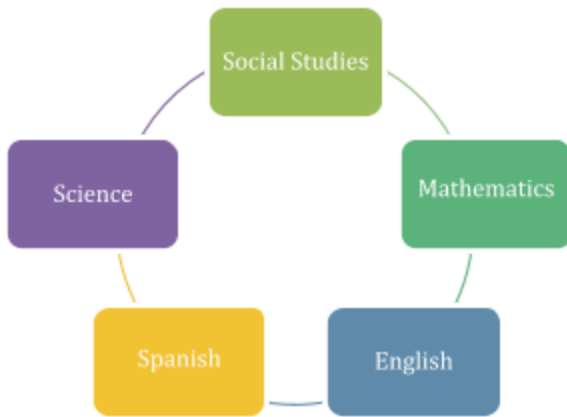 Social Studies
Mathematics
English
Spanish
Science